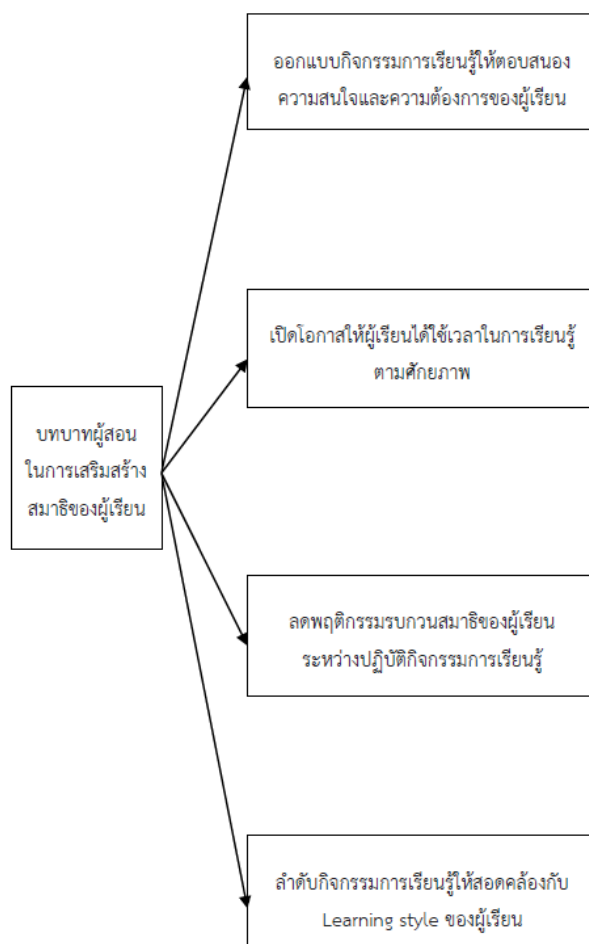 ออกแบบกิจกรรมการเรียนรู้ให้ตอบสนอง
ความสนใจและความต้องการของผู้เรียน
เปิดโอกาสให้ผู้เรียนได้ใช้เวลาในการเรียนรู้
ตามศักยภาพ
บทบาทผู้สอน
ในการเสริมสร้าง
สมาธิของผู้เรียน
ลดพฤติกรรมรบกวนสมาธิของผู้เรียน
ระหว่างปฏิบัติกิจกรรมการเรียนรู้
ลำดับกิจกรรมการเรียนรู้ให้สอดคล้องกับ
Learning style ของผู้เรียน